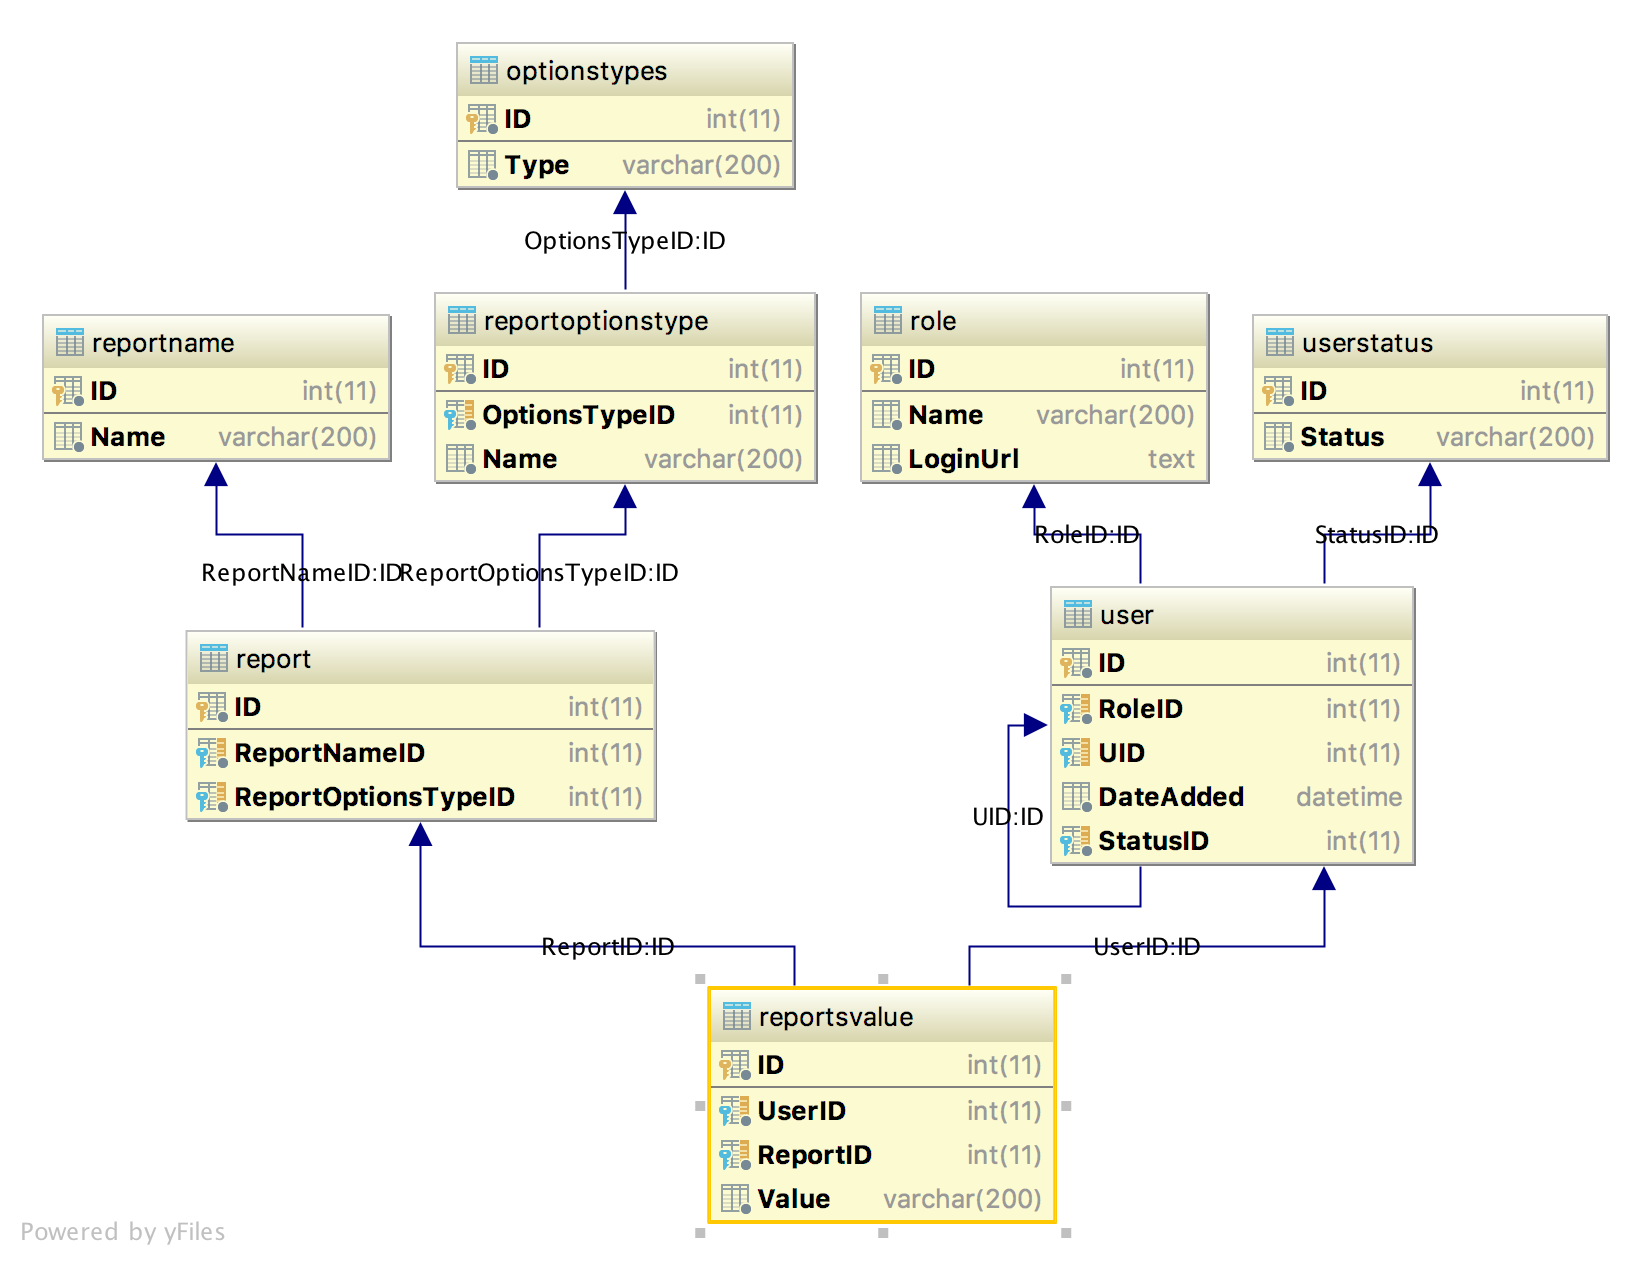 optionstypes
ID int(11)
Type varchar(200)
OptionsTypeID:ID
reportname
ID int(11)
Name varchar(200)
reportoptionstype
ID int(11)
OptionsTypeID int(11)
Name varchar(200)
role
ID int(11)
Name varchar(200)
LoginUrl text
userstatus
ID int(11)
Status varchar(200)
ReportNameID:ID
ReportOptionsTypeID:ID
RoleID:ID
StatusID:ID
report
ID int(11)
ReportNameID int(11)
ReportOptionsTypeID int(11)
user
ID int(11)
RoleID int(11)
UID int(11)
DateAdded datetime
StatusID int(11)
UID:ID
ReportID:ID
UserID:ID
reportsvalue
ID int(11)
UserID int(11)
ReportID int(11)
Value varchar(200)
Powered by yFiles